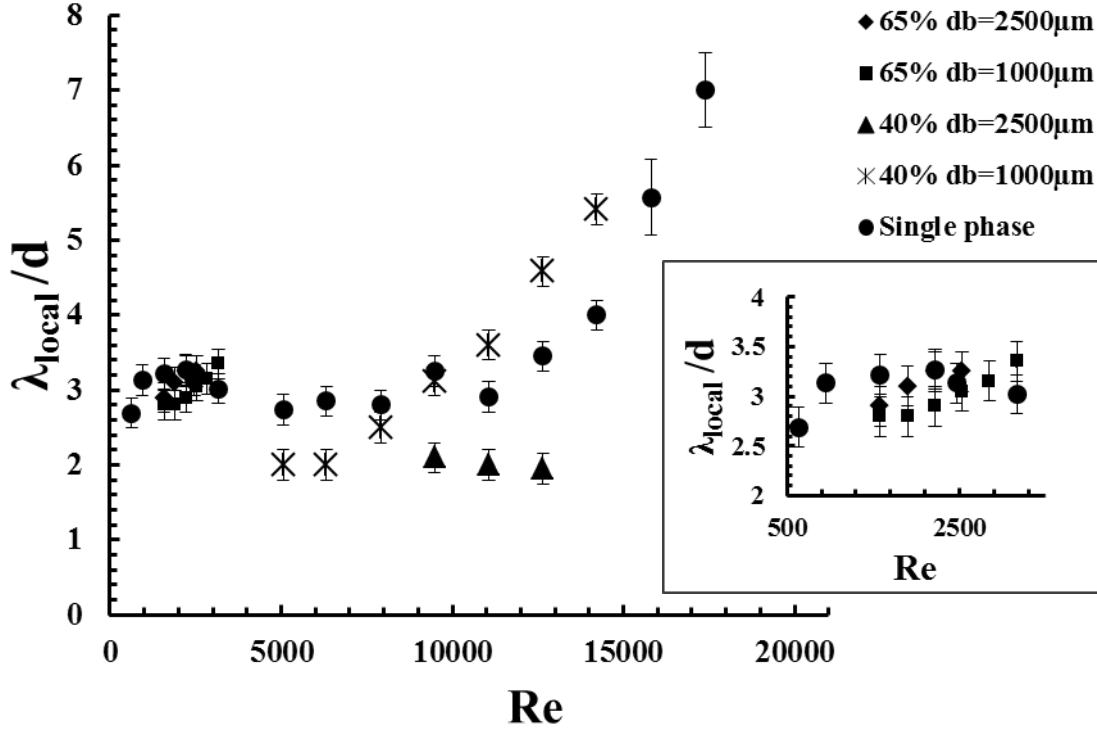 8
7
6
5
4
3
2
1
0
λlocal/d
0
5000
10000
15000
20000
Re
65% db=2500μm
65% db=1000μm
40% db=2500μm
40% db=1000μm
Single phase
4
3.5
3
2.5
2
λlocal/d
500
2500
Re